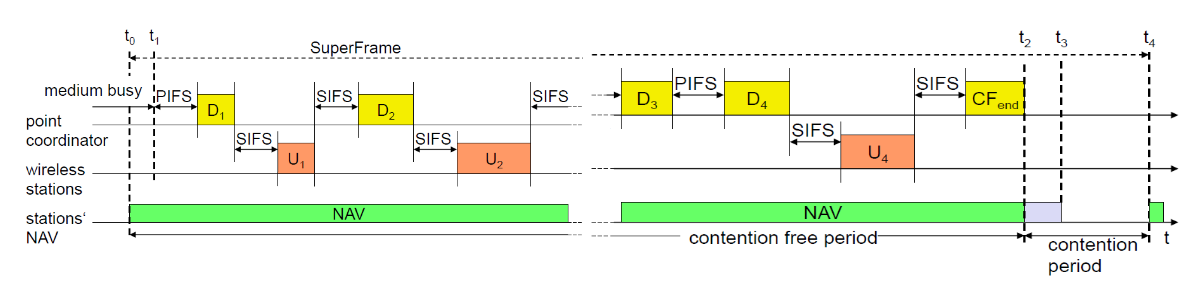 t0 t1 t2 t3 t4
SuperFrame
medium busy PIFS SIFS SIFS PIFS SIFS
D1 D2 D3 D4 CFend
point
coordinator
SIFS SIFS SIFS
U1 U2 U4
wireless
stations
stations‘
NAV
NAV NAV
contention free period
t
contention
period